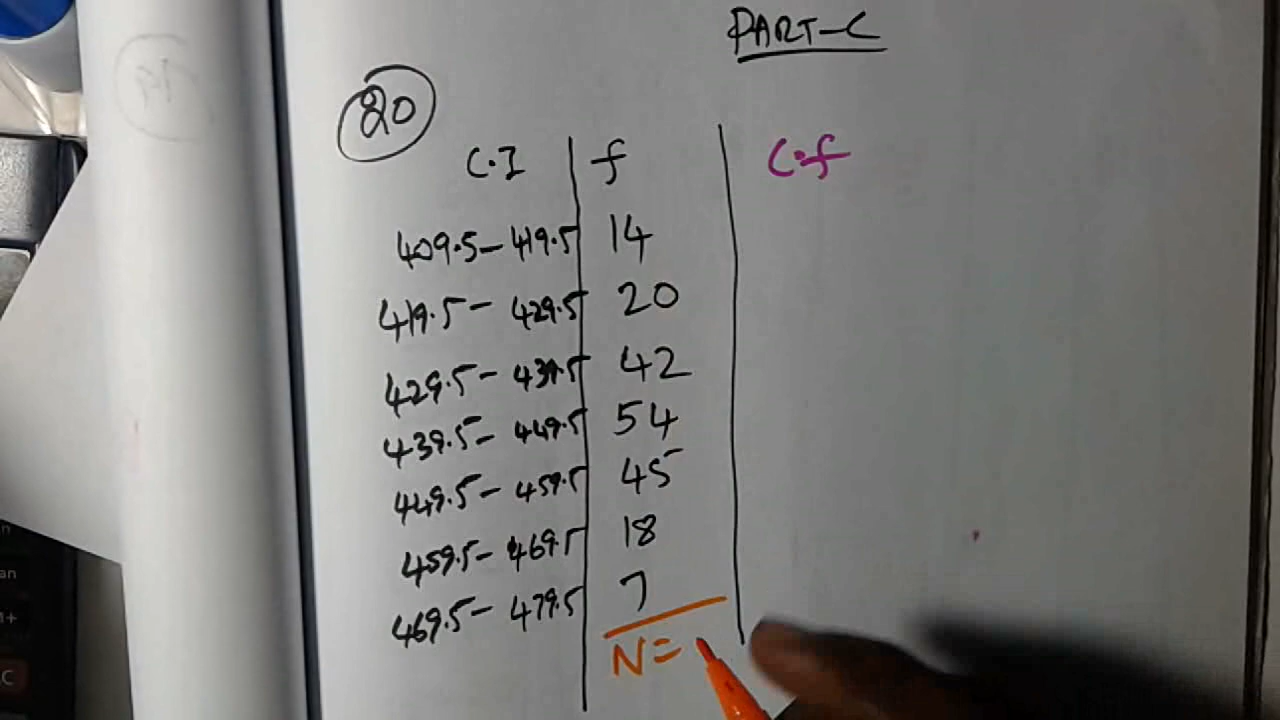 PART-C
20
C.I f C.f
409.5-419.5 14
419.5- 429.5 20
429.5- 439.5 42
439.5- 449.5 54
449.5- 459.5 45
459.5- 469.5 18
469.5- 479.5 7
N=
an
C